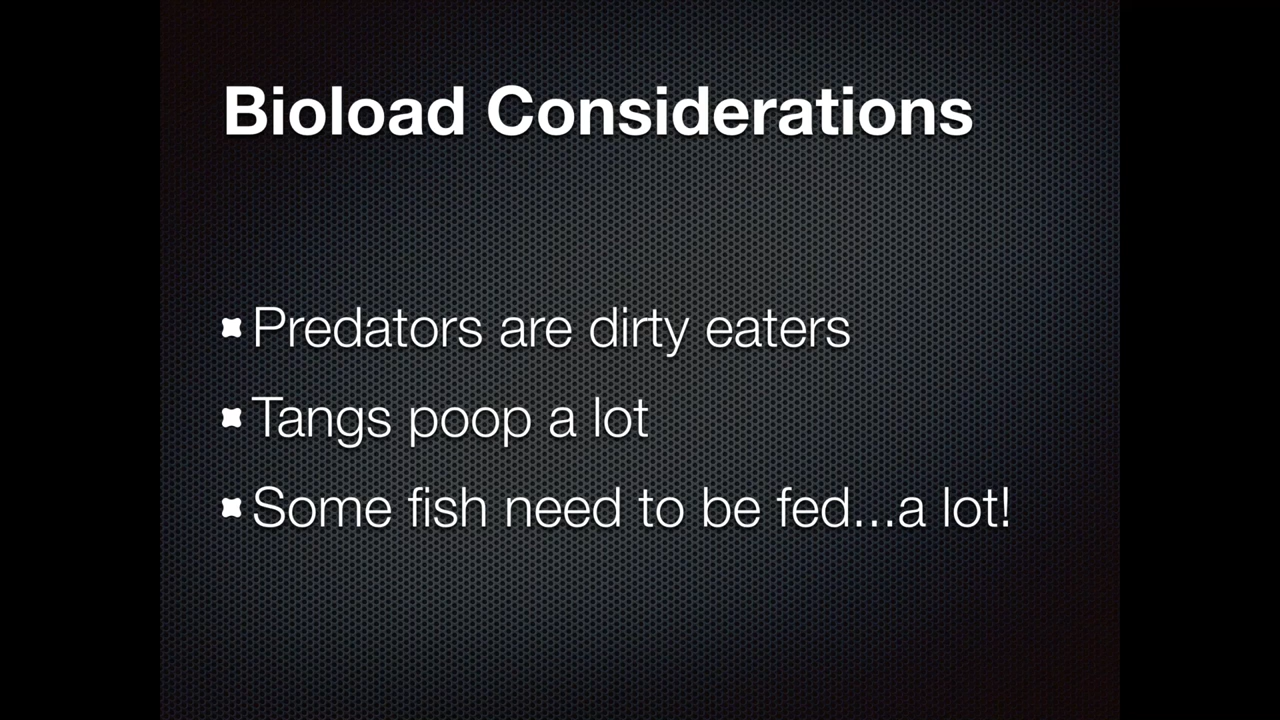 Bioload Considerations
Predators are dirty eaters
Tangs poop a lot
Some fish need to be fed...a lot!